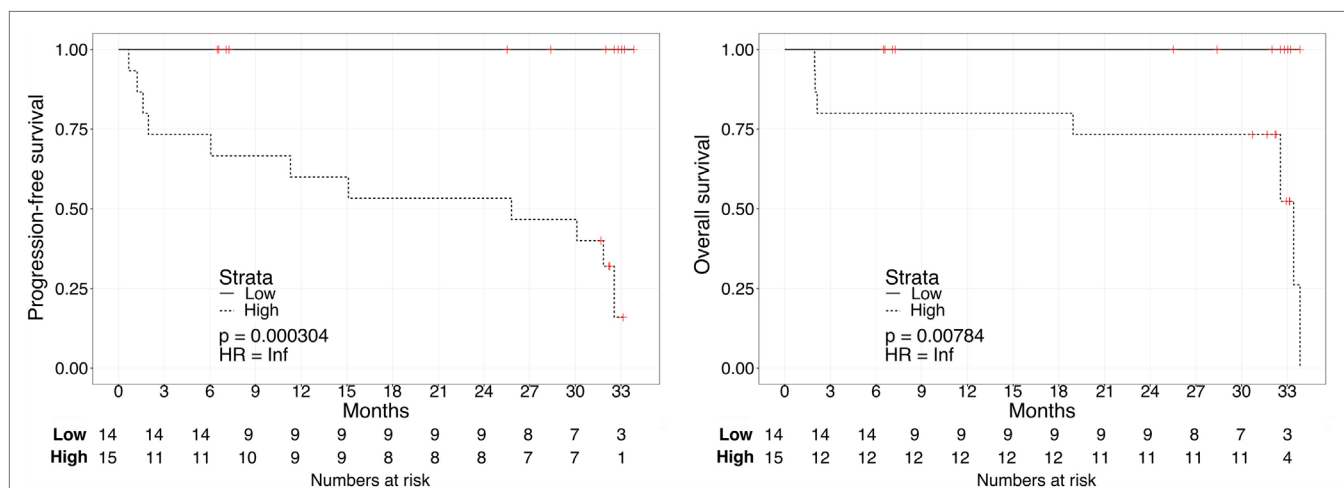 Progression-free survival
1.00
0.75
0.50
0.25
0.00
Strata
Low
High
p = 0.000304
HR = Inf
0 3 6 9 12 15 18 21 24 27 30 33
Months
Low 14 14 14 9 9 9 9 9 9 8 7 3
High 15 11 11 10 9 9 8 8 8 7 7 1
Numbers at risk
Overall survival
1.00
0.75
0.50
0.25
0.00
Strata
Low
High
p = 0.00784
HR = Inf
0 3 6 9 12 15 18 21 24 27 30 33
Months
Low 14 14 14 9 9 9 9 9 9 8 7 3
High 15 12 12 12 12 12 12 11 11 11 11 4
Numbers at risk